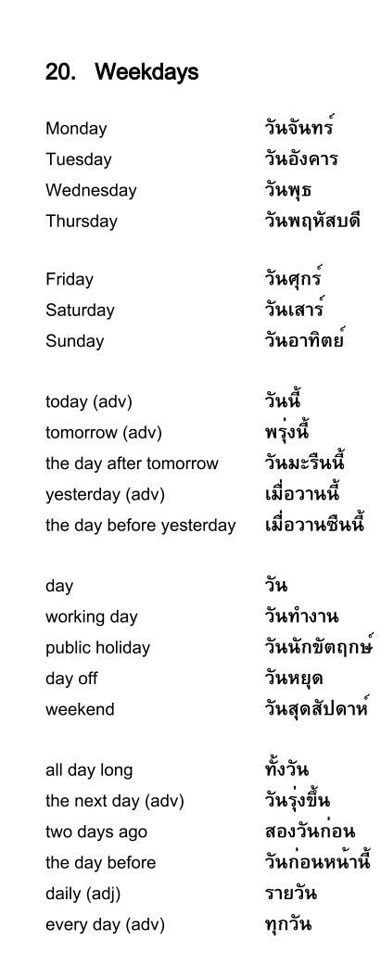 20. Weekdays
Monday วันจันทร์
Tuesday วันอังคาร
Wednesday วันพุธ
Thursday วันพฤหัสบดี
Friday วันศุกร์
Saturday วันเสาร์
Sunday วันอาทิตย์
today (adv) วันนี้
tomorrow (adv) พรุ่งนี้
the day after tomorrow วันมะรืนนี้
yesterday (adv) เมื่อวานนี้
the day before yesterday เมื่อวานซืนนี้
day วัน
working day วันทำงาน
public holiday วันนักขัตฤกษ์
day off วันหยุด
weekend วันสุดสัปดาห์
all day long ทั้งวัน
the next day (adv) วันรุ่งขึ้น
two days ago สองวันก่อน
the day before วันก่อนหน้านี้
daily (adj) รายวัน
every day (adv) ทุกวัน